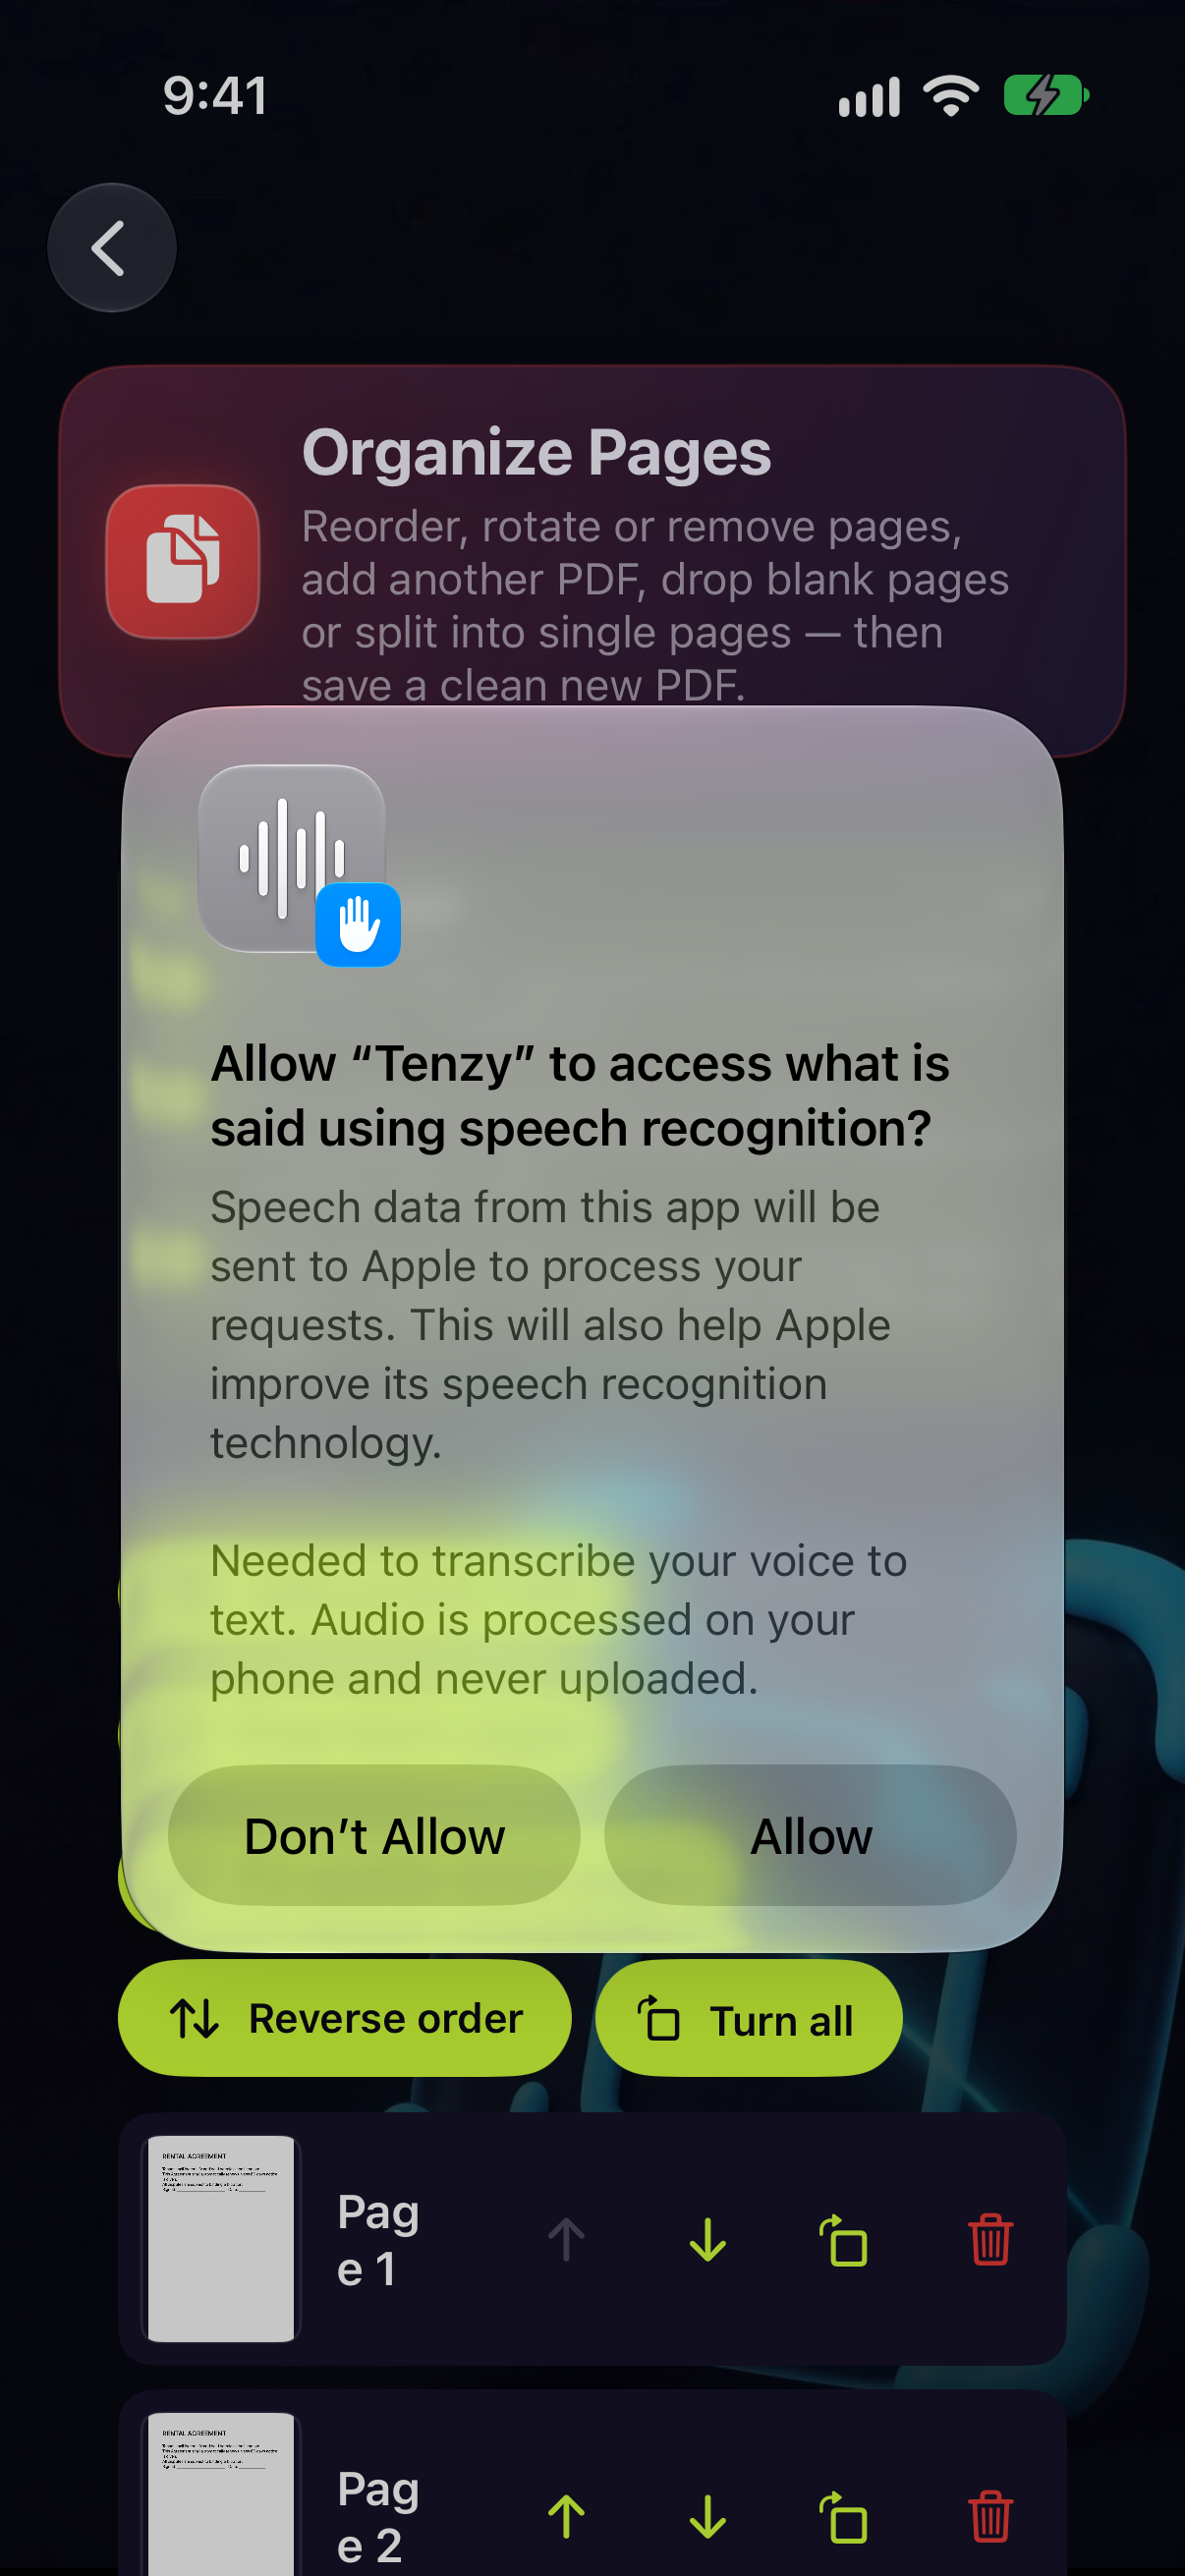 9:41
Organize Pages
Reorder, rotate or remove pages,
add another PDF, drop blank pages
or split into single pages — then
save a clean new PDF.
Allow “Tenzy” to access what is
said using speech recognition?
Speech data from this app will be
sent to Apple to process your
requests. This will also help Apple
improve its speech recognition
technology.
Needed to transcribe your voice to
text. Audio is processed on your
phone and never uploaded.
Don’t Allow
Allow
Reverse order
Turn all
RENTAL AGREEMENT
Pag
e 1
RENTAL AGREEMENT
Pag
e 2